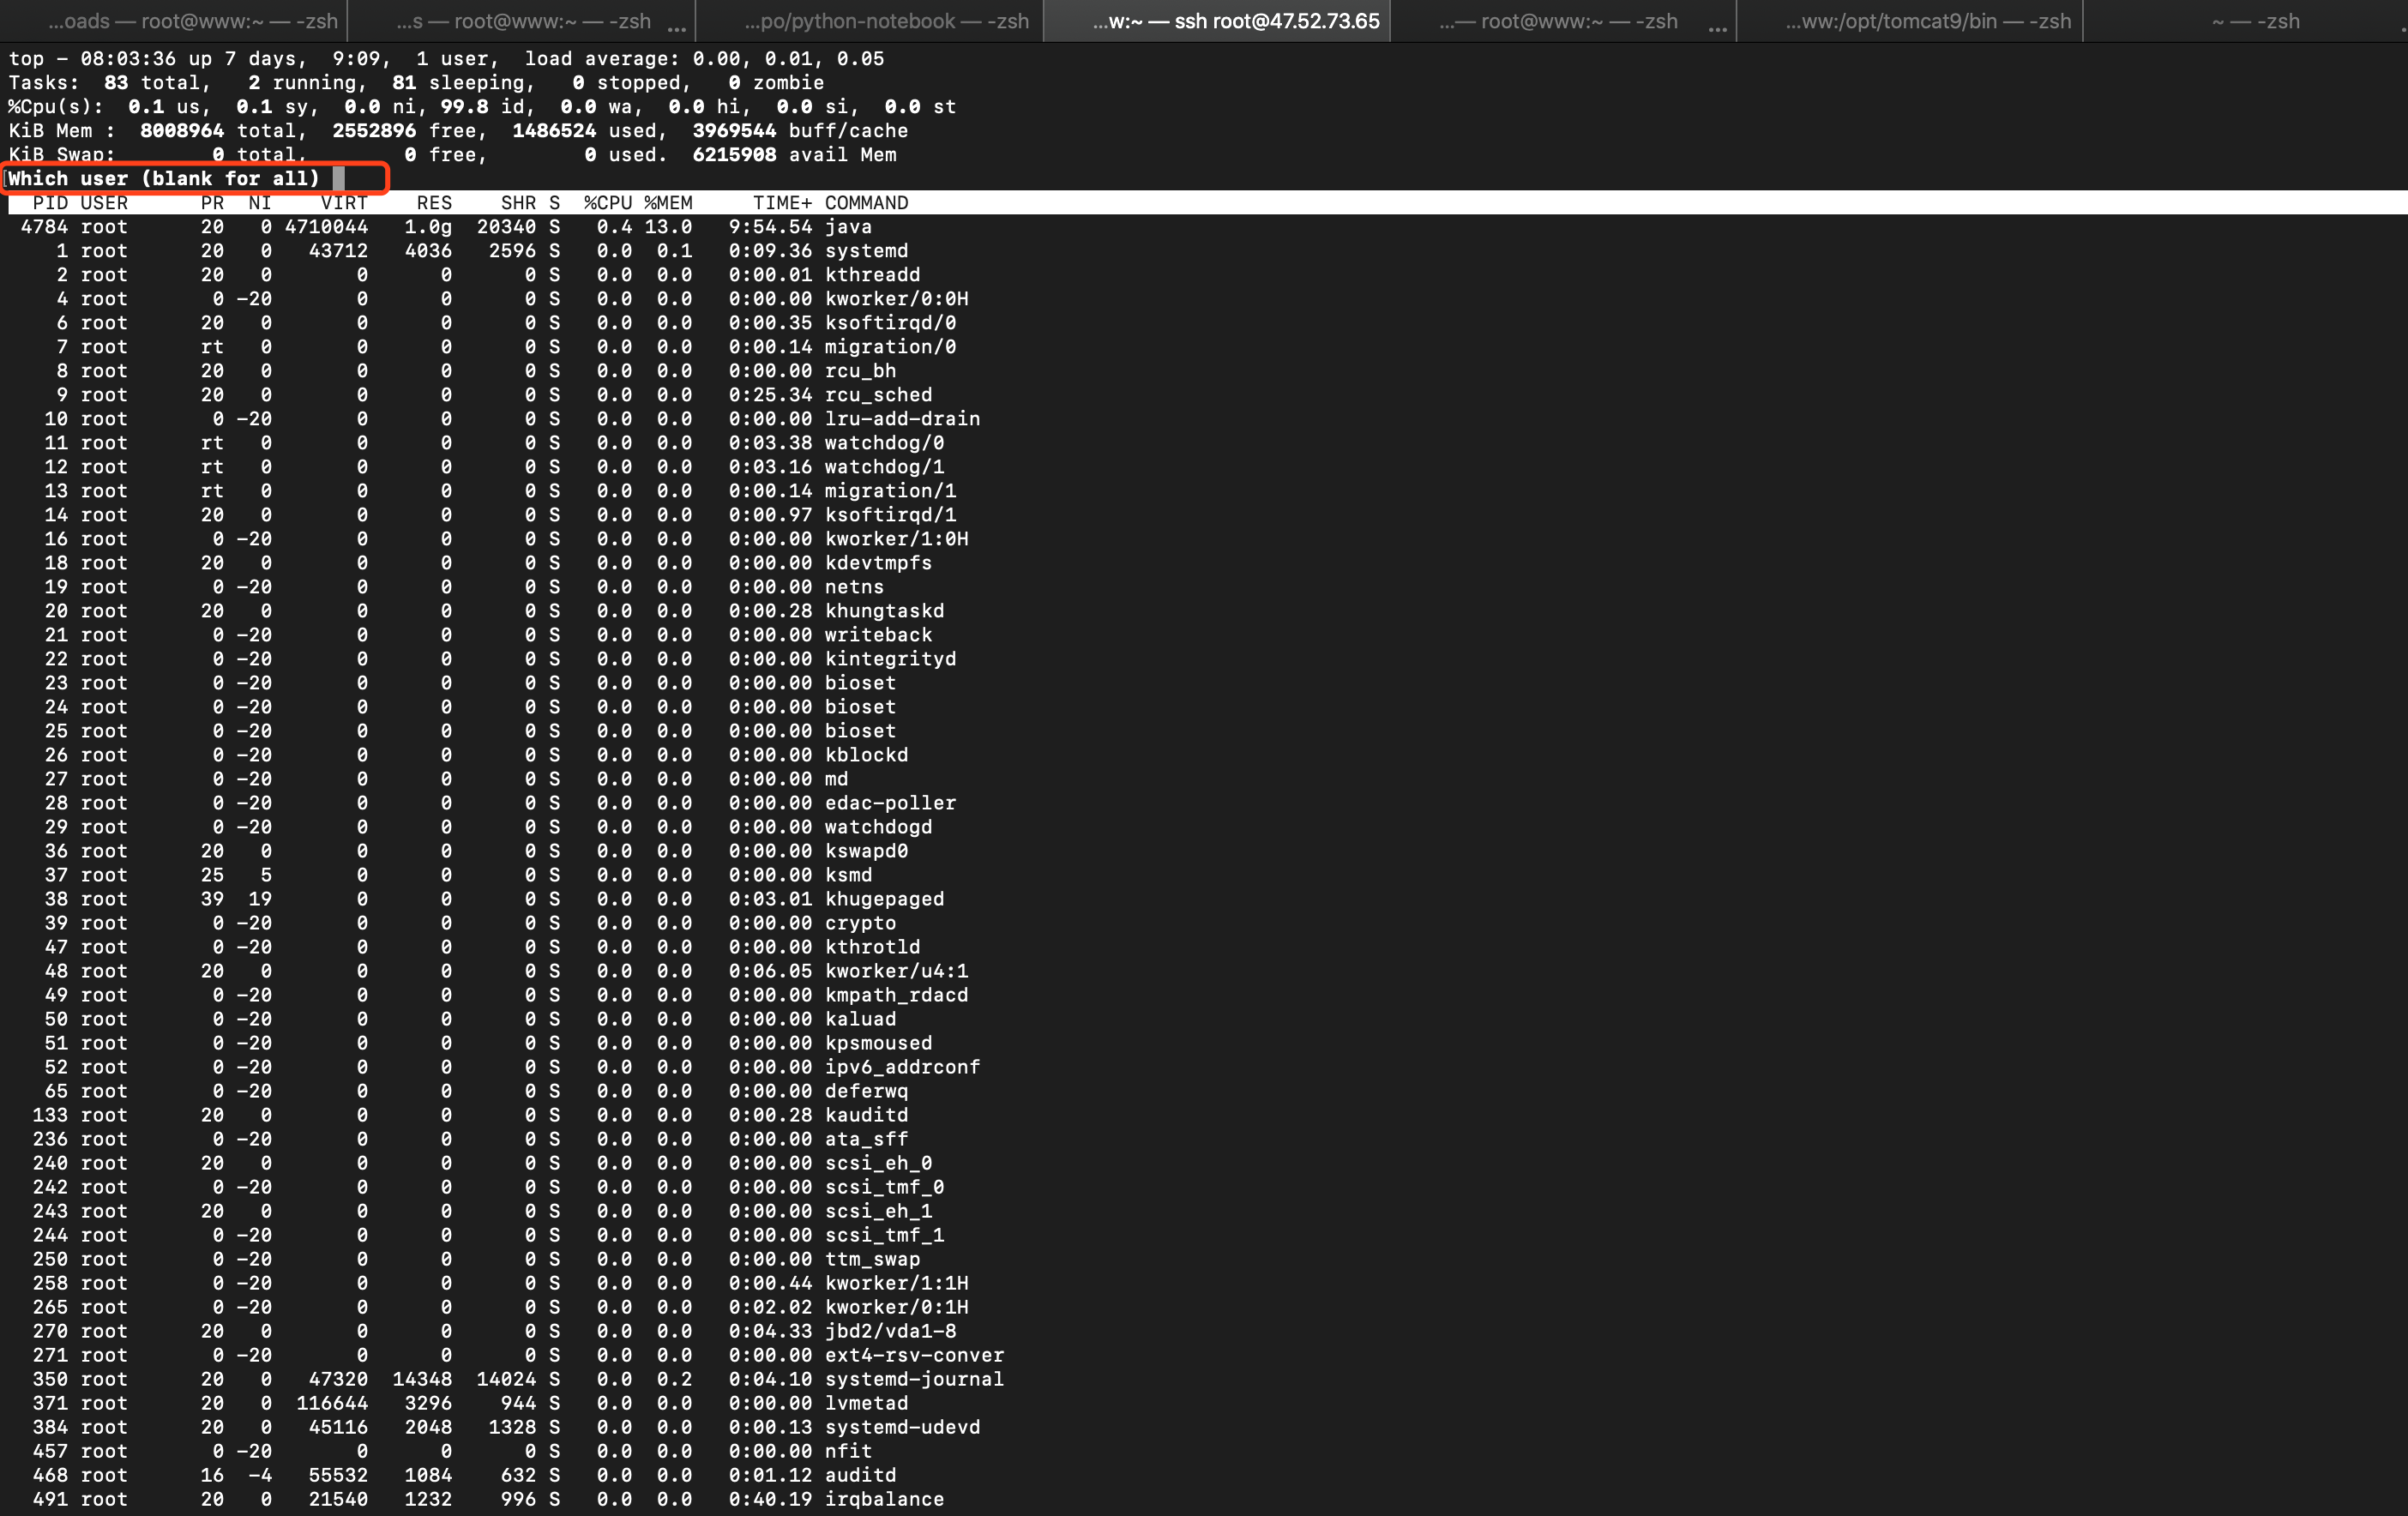 ...oads — root@www:~ — -zsh ...s — root@www:~ — -zsh ... ...po/python-notebook — -zsh ...w:~ — ssh root@47.52.73.65 ...— root@www:~ — -zsh ... ...ww:/opt/tomcat9/bin — -zsh ~ — -zsh
top - 08:03:36 up 7 days, 9:09, 1 user, load average: 0.00, 0.01, 0.05
Tasks: 83 total, 2 running, 81 sleeping, 0 stopped, 0 zombie
%Cpu(s): 0.1 us, 0.1 sy, 0.0 ni, 99.8 id, 0.0 wa, 0.0 hi, 0.0 si, 0.0 st
KiB Mem : 8008964 total, 2552896 free, 1486524 used, 3969544 buff/cache
KiB Swap: 0 total, 0 free, 0 used. 6215908 avail Mem
Which user (blank for all)
PID USER PR NI VIRT RES SHR S %CPU %MEM TIME+ COMMAND
4784 root 20 0 4710044 1.0g 20340 S 0.4 13.0 9:54.54 java
1 root 20 0 43712 4036 2596 S 0.0 0.1 0:09.36 systemd
2 root 20 0 0 0 0 S 0.0 0.0 0:00.01 kthreadd
4 root 0 -20 0 0 0 S 0.0 0.0 0:00.00 kworker/0:0H
6 root 20 0 0 0 0 S 0.0 0.0 0:00.35 ksoftirqd/0
7 root rt 0 0 0 0 S 0.0 0.0 0:00.14 migration/0
8 root 20 0 0 0 0 S 0.0 0.0 0:00.00 rcu_bh
9 root 20 0 0 0 0 S 0.0 0.0 0:25.34 rcu_sched
10 root 0 -20 0 0 0 S 0.0 0.0 0:00.00 lru-add-drain
11 root rt 0 0 0 0 S 0.0 0.0 0:03.38 watchdog/0
12 root rt 0 0 0 0 S 0.0 0.0 0:03.16 watchdog/1
13 root rt 0 0 0 0 S 0.0 0.0 0:00.14 migration/1
14 root 20 0 0 0 0 S 0.0 0.0 0:00.97 ksoftirqd/1
16 root 0 -20 0 0 0 S 0.0 0.0 0:00.00 kworker/1:0H
18 root 20 0 0 0 0 S 0.0 0.0 0:00.00 kdevtmpfs
19 root 0 -20 0 0 0 S 0.0 0.0 0:00.00 netns
20 root 20 0 0 0 0 S 0.0 0.0 0:00.28 khungtaskd
21 root 0 -20 0 0 0 S 0.0 0.0 0:00.00 writeback
22 root 0 -20 0 0 0 S 0.0 0.0 0:00.00 kintegrityd
23 root 0 -20 0 0 0 S 0.0 0.0 0:00.00 bioset
24 root 0 -20 0 0 0 S 0.0 0.0 0:00.00 bioset
25 root 0 -20 0 0 0 S 0.0 0.0 0:00.00 bioset
26 root 0 -20 0 0 0 S 0.0 0.0 0:00.00 kblockd
27 root 0 -20 0 0 0 S 0.0 0.0 0:00.00 md
28 root 0 -20 0 0 0 S 0.0 0.0 0:00.00 edac-poller
29 root 0 -20 0 0 0 S 0.0 0.0 0:00.00 watchdogd
36 root 20 0 0 0 0 S 0.0 0.0 0:00.00 kswapd0
37 root 25 5 0 0 0 S 0.0 0.0 0:00.00 ksmd
38 root 39 19 0 0 0 S 0.0 0.0 0:03.01 khugepaged
39 root 0 -20 0 0 0 S 0.0 0.0 0:00.00 crypto
47 root 0 -20 0 0 0 S 0.0 0.0 0:00.00 kthrotld
48 root 20 0 0 0 0 S 0.0 0.0 0:06.05 kworker/u4:1
49 root 0 -20 0 0 0 S 0.0 0.0 0:00.00 kmpath_rdacd
50 root 0 -20 0 0 0 S 0.0 0.0 0:00.00 kaluad
51 root 0 -20 0 0 0 S 0.0 0.0 0:00.00 kpsmoused
52 root 0 -20 0 0 0 S 0.0 0.0 0:00.00 ipv6_addrconf
65 root 0 -20 0 0 0 S 0.0 0.0 0:00.00 deferwq
133 root 20 0 0 0 0 S 0.0 0.0 0:00.28 kauditd
236 root 0 -20 0 0 0 S 0.0 0.0 0:00.00 ata_sff
240 root 20 0 0 0 0 S 0.0 0.0 0:00.00 scsi_eh_0
242 root 0 -20 0 0 0 S 0.0 0.0 0:00.00 scsi_tmf_0
243 root 20 0 0 0 0 S 0.0 0.0 0:00.00 scsi_eh_1
244 root 0 -20 0 0 0 S 0.0 0.0 0:00.00 scsi_tmf_1
250 root 0 -20 0 0 0 S 0.0 0.0 0:00.00 ttm_swap
258 root 0 -20 0 0 0 S 0.0 0.0 0:00.44 kworker/1:1H
265 root 0 -20 0 0 0 S 0.0 0.0 0:02.02 kworker/0:1H
270 root 20 0 0 0 0 S 0.0 0.0 0:04.33 jbd2/vda1-8
271 root 0 -20 0 0 0 S 0.0 0.0 0:00.00 ext4-rsv-conver
350 root 20 0 47320 14348 14024 S 0.0 0.2 0:04.10 systemd-journal
371 root 20 0 116644 3296 944 S 0.0 0.0 0:00.00 lvmetad
384 root 20 0 45116 2048 1328 S 0.0 0.0 0:00.13 systemd-udevd
457 root 0 -20 0 0 0 S 0.0 0.0 0:00.00 nfit
468 root 16 -4 55532 1084 632 S 0.0 0.0 0:01.12 auditd
491 root 20 0 21540 1232 996 S 0.0 0.0 0:40.19 irqbalance